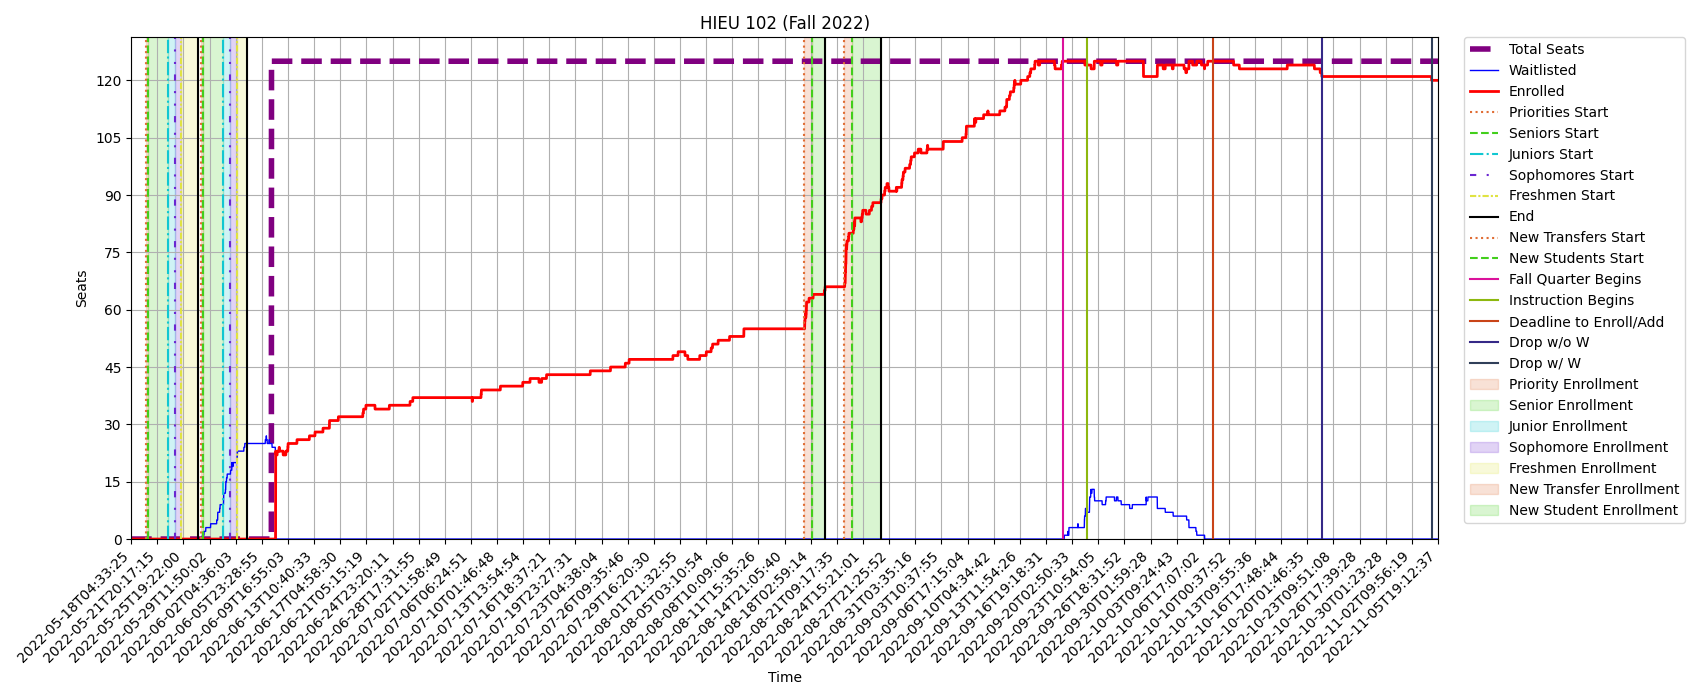 HIEU 102 (Fall 2022)
Seats
120
105
90
75
60
45
30
15
0
2022-05-18T04:33:25
2022-05-21T20:17:15
2022-05-25T19:22:00
2022-05-29T11:50:02
2022-06-02T04:36:03
2022-06-05T23:28:55
2022-06-09T16:55:03
2022-06-13T10:40:33
2022-06-17T04:58:30
2022-06-21T05:15:19
2022-06-24T23:20:11
2022-06-28T17:31:55
2022-07-02T11:58:49
2022-07-06T06:24:51
2022-07-10T01:46:48
2022-07-13T13:54:54
2022-07-16T18:37:21
2022-07-19T23:27:31
2022-07-23T04:38:04
2022-07-26T09:35:46
2022-07-29T16:20:30
2022-08-01T21:32:55
2022-08-05T03:10:54
2022-08-08T10:09:06
2022-08-11T15:35:26
2022-08-14T21:05:40
2022-08-18T02:59:14
2022-08-21T09:17:35
2022-08-24T15:21:01
2022-08-27T21:25:52
2022-08-31T03:35:16
2022-09-03T10:37:55
2022-09-06T17:15:04
2022-09-10T04:34:42
2022-09-13T11:54:26
2022-09-16T19:18:31
2022-09-20T02:50:33
2022-09-23T10:54:05
2022-09-26T18:31:52
2022-09-30T01:59:28
2022-10-03T09:24:43
2022-10-06T17:07:02
2022-10-10T00:37:52
2022-10-13T09:55:36
2022-10-16T17:48:44
2022-10-20T01:46:35
2022-10-23T09:51:08
2022-10-26T17:39:28
2022-10-30T01:23:28
2022-11-02T09:56:19
2022-11-05T19:12:37
Time
Total Seats
Waitlisted
Enrolled
Priorities Start
Seniors Start
Juniors Start
Sophomores Start
Freshmen Start
End
New Transfers Start
New Students Start
Fall Quarter Begins
Instruction Begins
Deadline to Enroll/Add
Drop w/o W
Drop w/ W
Priority Enrollment
Senior Enrollment
Junior Enrollment
Sophomore Enrollment
Freshmen Enrollment
New Transfer Enrollment
New Student Enrollment